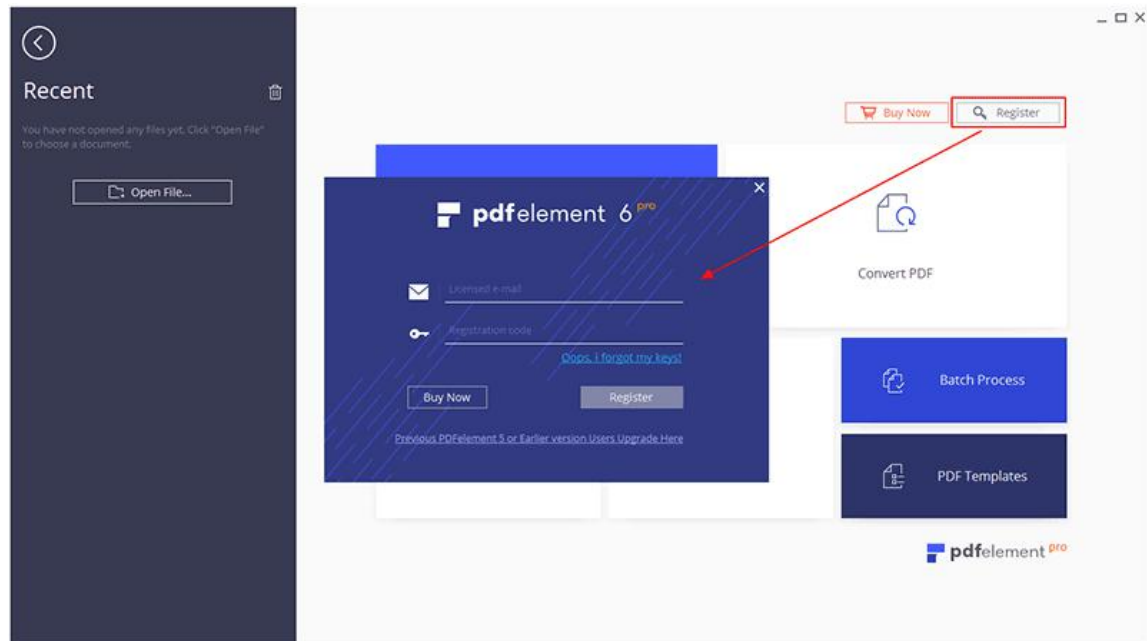 Recent
You have not opened any files yet. Click "Open File"
to choose a document.
Open File...
Buy Now
Register
Convert PDF
Batch Process
PDF Templates
pdfelement pro
pdfelement 6 pro
Licensed e-mail
Registration code
Oops, I forgot my keys!
Buy Now
Register
Previous PDFelement 5 or Earlier version Users Upgrade Here